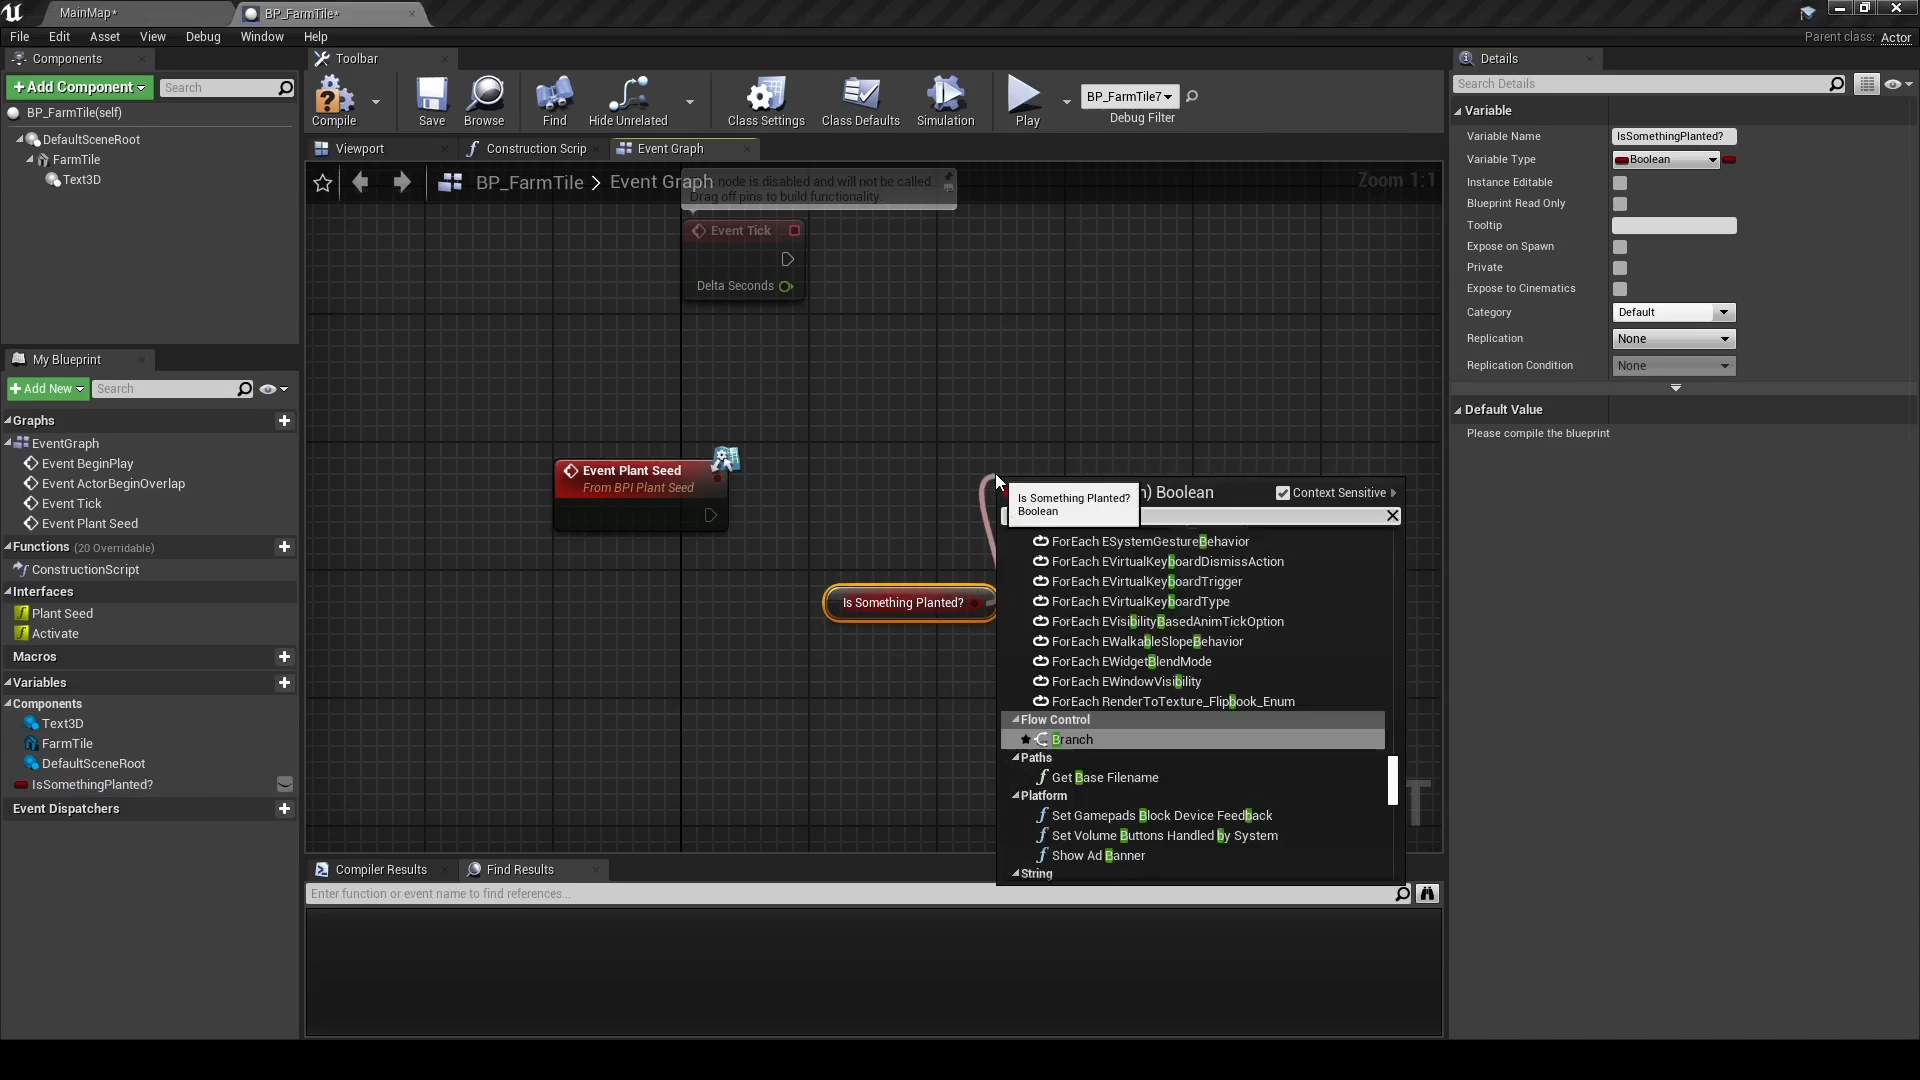 MainMap*
BP_FarmTile*
File Edit Asset View Debug Window Help
Parent class: Actor
Components
+Add Component
Search
BP_FarmTile(self)
DefaultSceneRoot
FarmTile
Text3D
Toolbar
Compile
Save
Browse
Find
Hide Unrelated
Class Settings
Class Defaults
Simulation
Play
BP_FarmTile7
Debug Filter
Viewport
Construction Scrip
Event Graph
BP_FarmTile > Event Graph
Zoom 1:1
node is disabled and will not be called.
Drag off pins to build functionality.
Event Tick
Delta Seconds
Event Plant Seed
From BPI Plant Seed
Is Something Planted?
Is Something Planted?
Boolean
) Boolean
Context Sensitive
ForEach ESystemGestureBehavior
ForEach EVirtualKeyboardDismissAction
ForEach EVirtualKeyboardTrigger
ForEach EVirtualKeyboardType
ForEach EVisibilityBasedAnimTickOption
ForEach EWalkableSlopeBehavior
ForEach EWidgetBlendMode
ForEach EWindowVisibility
ForEach RenderToTexture_Flipbook_Enum
Flow Control
Branch
Paths
Get Base Filename
Platform
Set Gamepads Block Device Feedback
Set Volume Buttons Handled by System
Show Ad Banner
String
My Blueprint
+Add New
Search
Graphs
EventGraph
Event BeginPlay
Event ActorBeginOverlap
Event Tick
Event Plant Seed
Functions (20 Overridable)
ConstructionScript
Interfaces
Plant Seed
Activate
Macros
Variables
Components
Text3D
FarmTile
DefaultSceneRoot
IsSomethingPlanted?
Event Dispatchers
Compiler Results
Find Results
Enter function or event name to find references...
Details
Search Details
Variable
Variable Name IsSomethingPlanted?
Variable Type Boolean
Instance Editable
Blueprint Read Only
Tooltip
Expose on Spawn
Private
Expose to Cinematics
Category Default
Replication None
Replication Condition None
Default Value
Please compile the blueprint